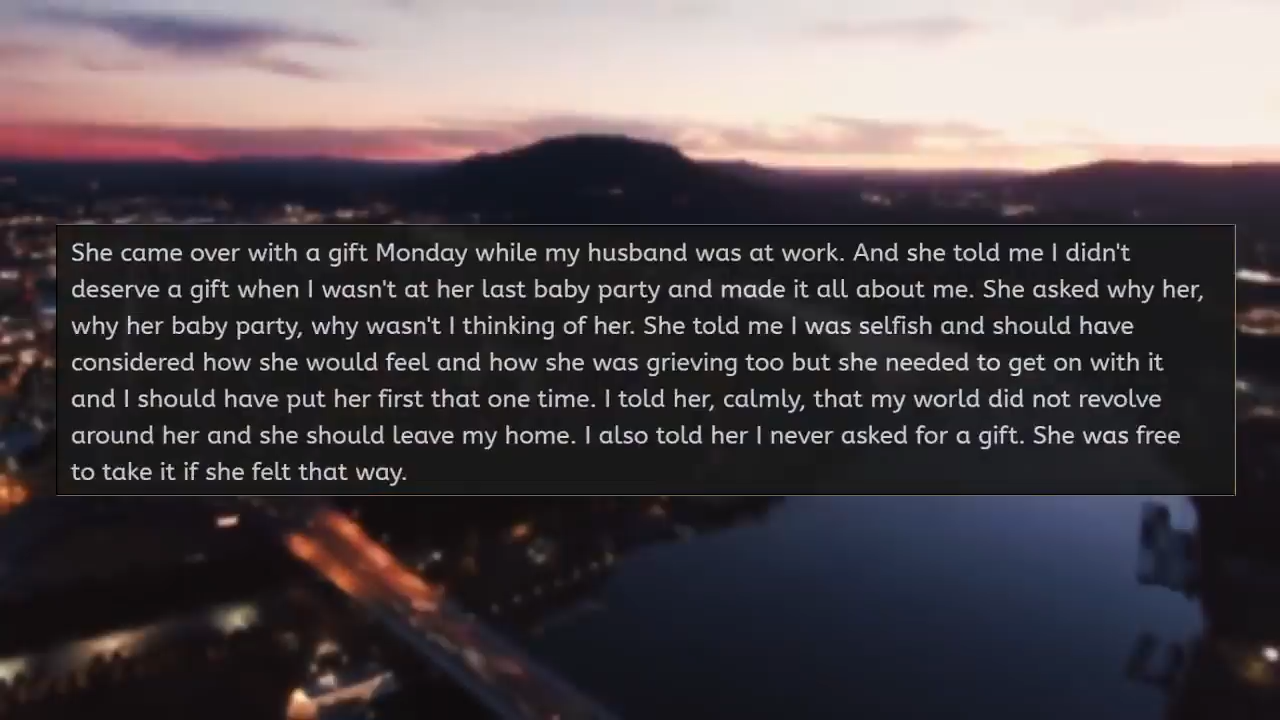 She came over with a gift Monday while my husband was at work. And she told me I didn't
deserve a gift when I wasn't at her last baby party and made it all about me. She asked why her,
why her baby party, why wasn't I thinking of her. She told me I was selfish and should have
considered how she would feel and how she was grieving too but she needed to get on with it
and I should have put her first that one time. I told her, calmly, that my world did not revolve
around her and she should leave my home. I also told her I never asked for a gift. She was free
to take it if she felt that way.